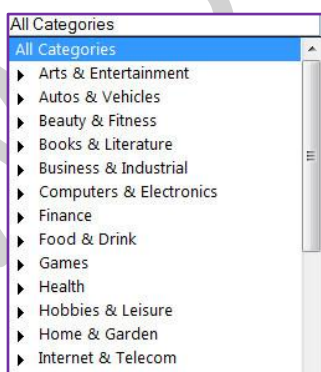 All Categories
All Categories
Arts & Entertainment
Autos & Vehicles
Beauty & Fitness
Books & Literature
Business & Industrial
Computers & Electronics
Finance
Food & Drink
Games
Health
Hobbies & Leisure
Home & Garden
Internet & Telecom